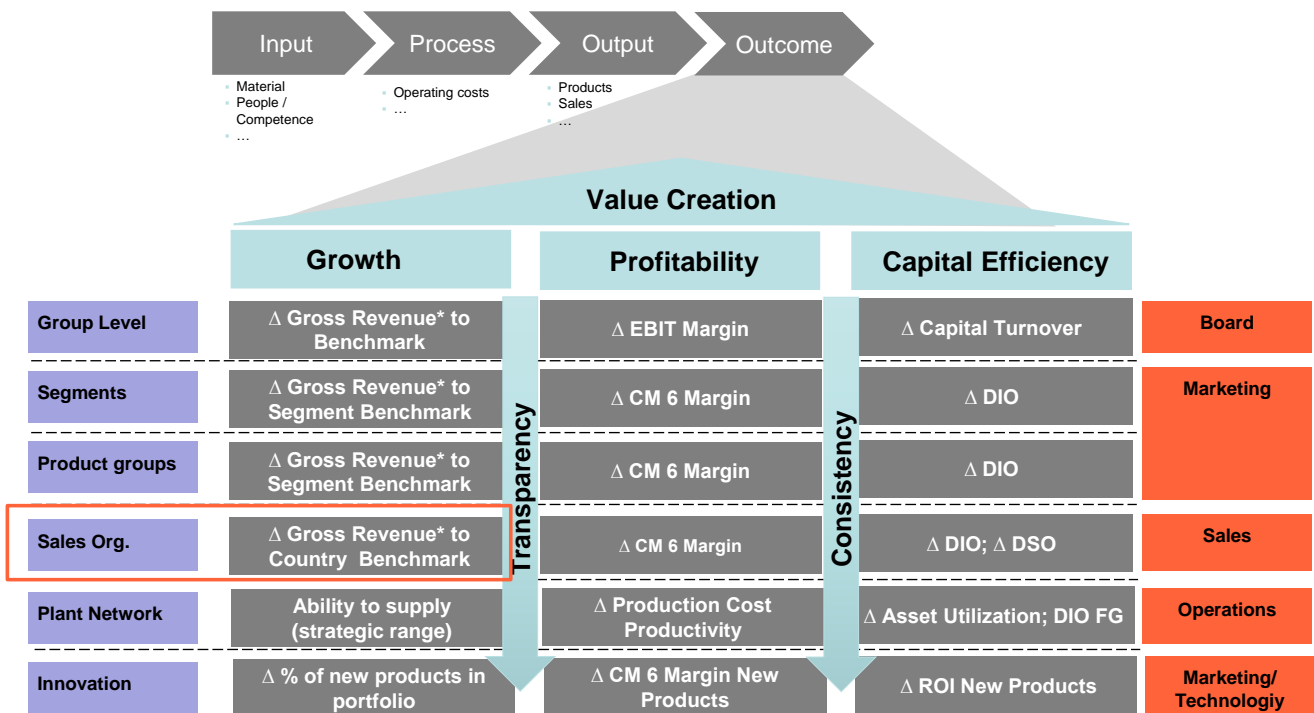 Input
Process
Output
Outcome
Material
People /
Competence
…
Operating costs
…
Products
Sales
…
Value Creation
Growth
Profitability
Capital Efficiency
Transparency
Consistency
Group Level
∆ Gross Revenue* to
Benchmark
∆ EBIT Margin
∆ Capital Turnover
Board
Segments
∆ Gross Revenue* to
Segment Benchmark
∆ CM 6 Margin
∆ DIO
Marketing
Product groups
∆ Gross Revenue* to
Segment Benchmark
∆ CM 6 Margin
∆ DIO
Sales Org.
∆ Gross Revenue* to
Country Benchmark
∆ CM 6 Margin
∆ DIO; ∆ DSO
Sales
Plant Network
Ability to supply
(strategic range)
∆ Production Cost
Productivity
∆ Asset Utilization; DIO FG
Operations
Innovation
∆ % of new products in
portfolio
∆ CM 6 Margin New
Products
∆ ROI New Products
Marketing/
Technologiy